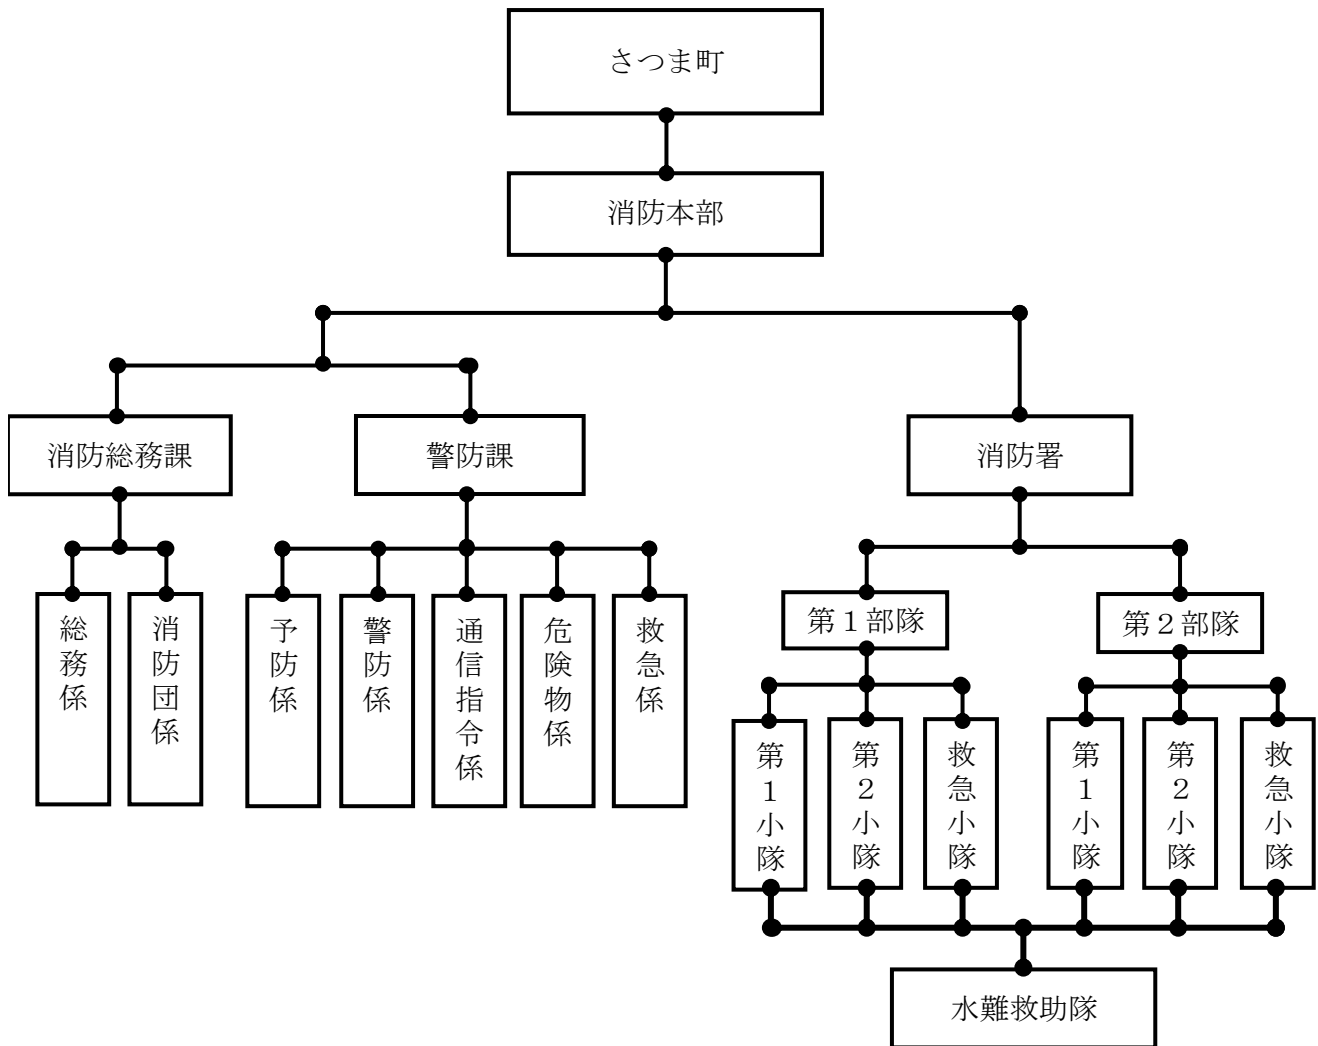 さつま町
消防本部
消防総務課
警防課
消防署
総務係
消防団係
予防係
警防係
通信指令係
危険物係
救急係
第１部隊
第２部隊
第１小隊
第２小隊
救急小隊
第１小隊
第２小隊
救急小隊
水難救助隊